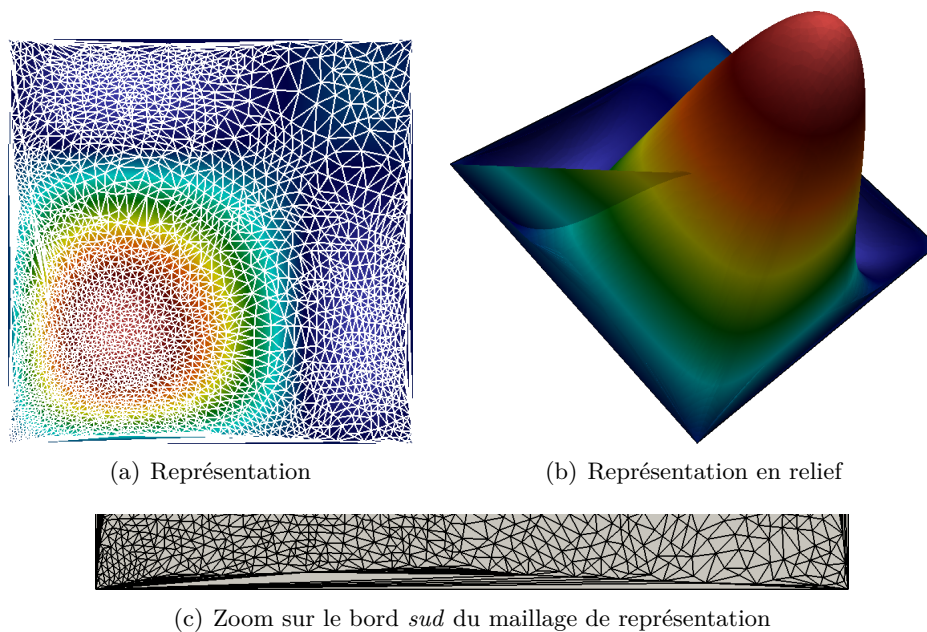 (a) Représentation
(b) Représentation en relief
(c) Zoom sur le bord sud du maillage de représentation